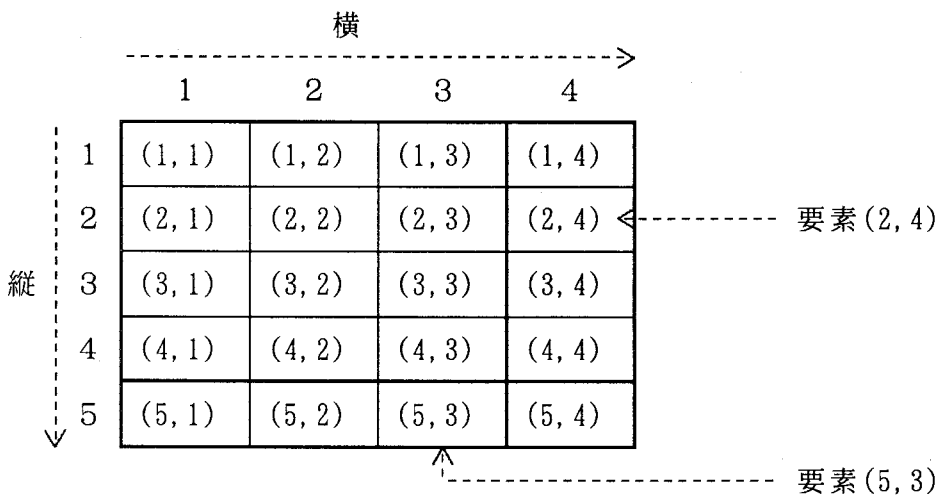 横
1 2 3 4
1 (1, 1) (1, 2) (1, 3) (1, 4)
2 (2, 1) (2, 2) (2, 3) (2, 4) 要素(2, 4)
縦 3 (3, 1) (3, 2) (3, 3) (3, 4)
4 (4, 1) (4, 2) (4, 3) (4, 4)
5 (5, 1) (5, 2) (5, 3) (5, 4)
要素(5, 3)